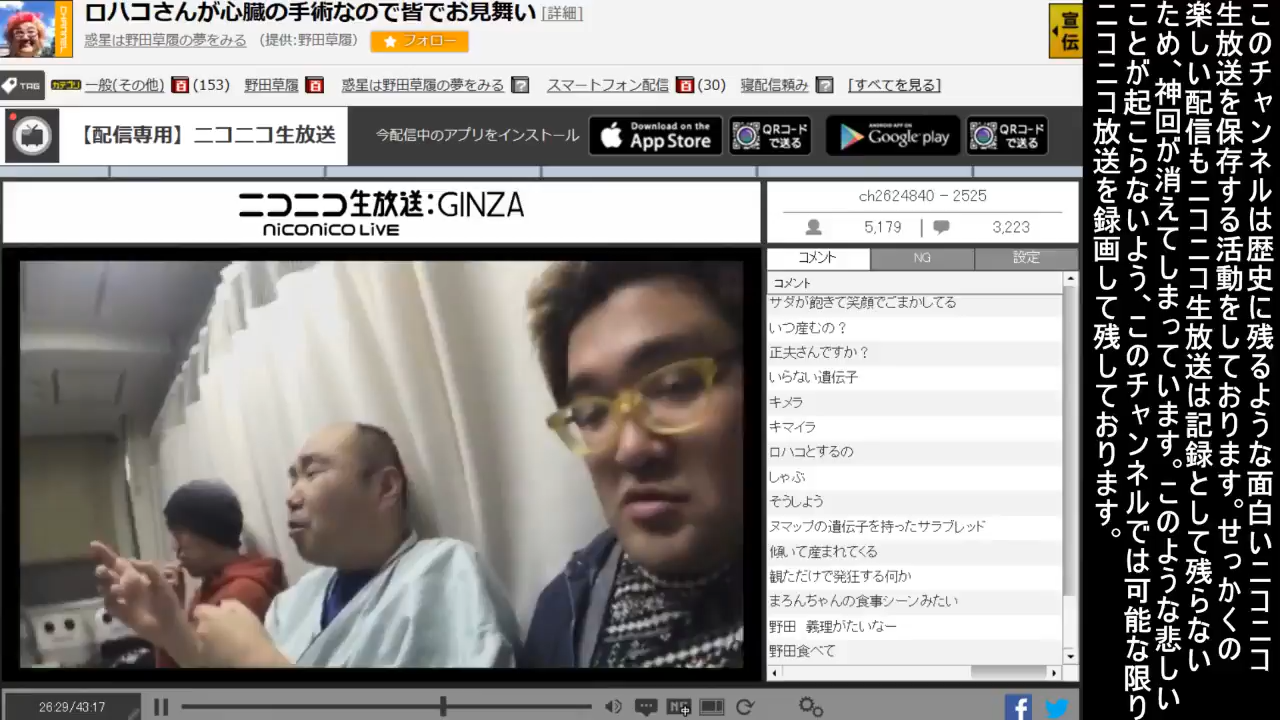 ロハコさんが心臓の手術なので皆でお見舞い [詳細]
惑星は野田草履の夢をみる (提供:野田草履) フォロー
CHANNEL
宣伝
TAG カテゴリ 一般(その他) (153) 野田草履 惑星は野田草履の夢をみる スマートフォン配信 (30) 寝配信頼み [すべてを見る]
【配信専用】ニコニコ生放送
今配信中のアプリをインストール
Download on the App Store
QRコードで送る
ANDROID APP ON Google play
QRコードで送る
ニコニコ生放送:GINZA
niconico Live
ch2624840 - 2525
5,179 | 3,223
コメント NG 設定
コメント
サダが飽きて笑顔でごまかしてる
いつ産むの？
正夫さんですか？
いらない遺伝子
キメラ
キマイラ
ロハコとするの
しゃぶ
そうしよう
ヌマップの遺伝子を持ったサラブレッド
傾いて産まれてくる
観ただけで発狂する何か
まろんちゃんの食事シーンみたい
野田　義理がたいなー
野田食べて
26:29/43:17
このチャンネルは歴史に残るような面白いニコニコ
生放送を保存する活動をしております。せっかくの
楽しい配信もニコニコ生放送は記録として残らない
ため、神回が消えてしまっています。このような悲しい
ことが起こらないよう、このチャンネルでは可能な限り
ニコニコ放送を録画して残しております。